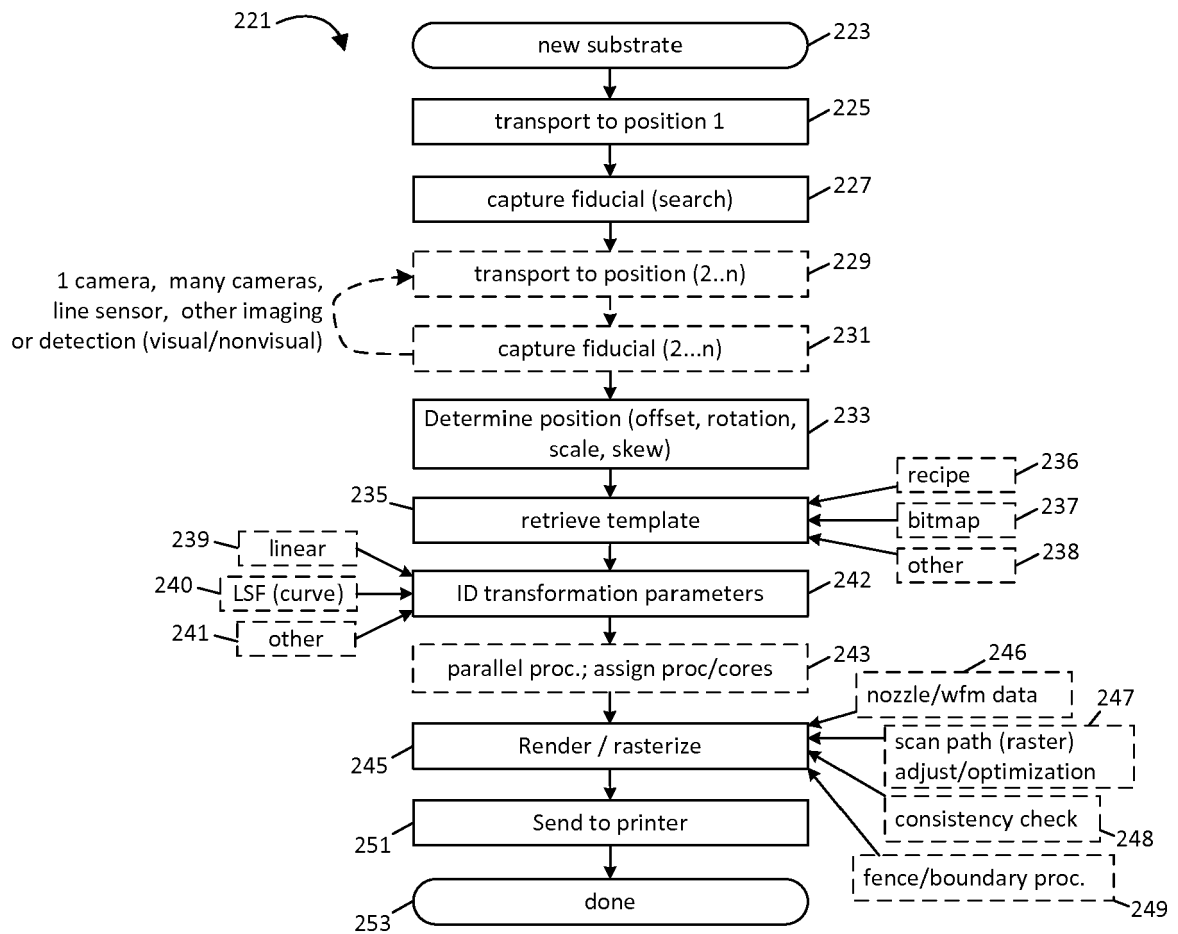 221
new substrate
223
transport to position 1
225
capture fiducial (search)
227
transport to position (2..n)
229
1 camera,  many cameras,
line sensor,  other imaging
or detection (visual/nonvisual)
capture fiducial (2...n)
231
Determine position (offset, rotation,
scale, skew)
233
235
retrieve template
recipe
236
bitmap
237
other
238
239
linear
240
LSF (curve)
241
other
ID transformation parameters
242
parallel proc.; assign proc/cores
243
245
Render / rasterize
nozzle/wfm data
246
scan path (raster)
adjust/optimization
247
consistency check
248
fence/boundary proc.
249
251
Send to printer
253
done